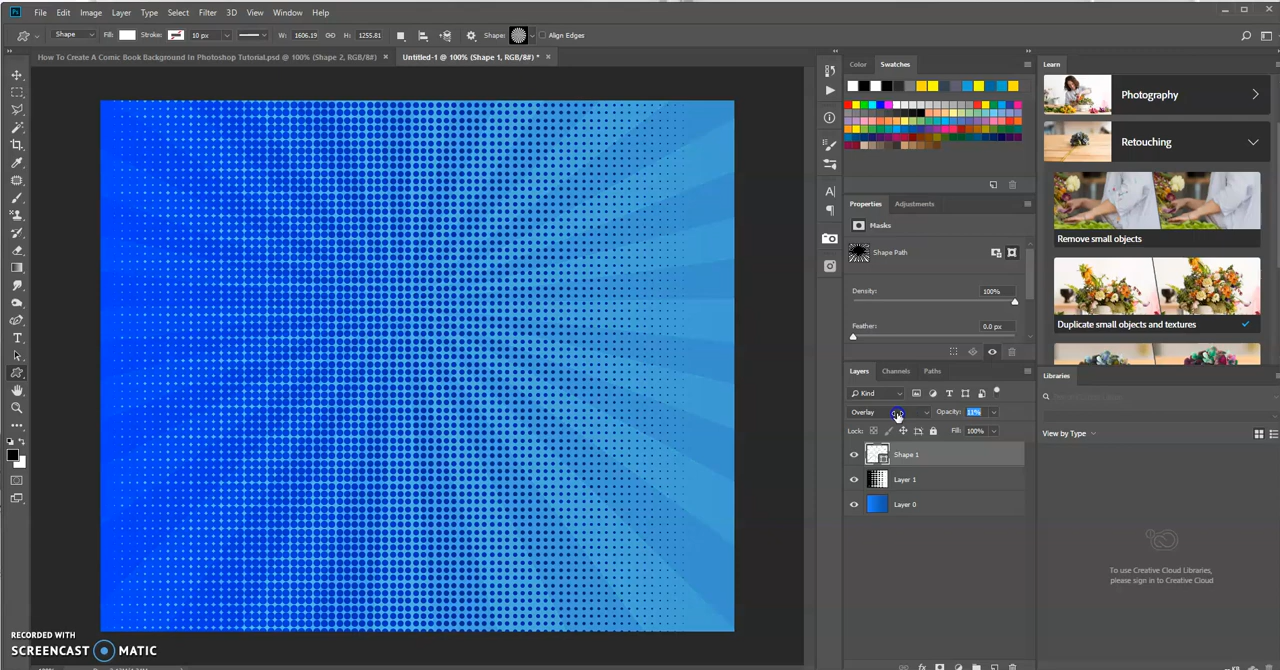 Ps File Edit Image Layer Type Select Filter 3D View Window Help
Shape Fill: Stroke: 10 px W: 1606.19 H: 1255.81 Shape: Align Edges
How To Create A Comic Book Background In Photoshop Tutorial.psd @ 100% (Shape 2, RGB/8#) × Untitled-1 @ 100% (Shape 1, RGB/8#) * ×
Color Swatches
Learn
Photography
Retouching
Remove small objects
Duplicate small objects and textures
Properties Adjustments
Masks
Shape Path
Density: 100%
Feather: 0.0 px
Layers Channels Paths
Kind
Overlay Opacity: 11%
Lock: Fill: 100%
Shape 1
Layer 1
Layer 0
Libraries
View by Type
To use Creative Cloud Libraries,
please sign in to Creative Cloud
RECORDED WITH
SCREENCAST MATIC